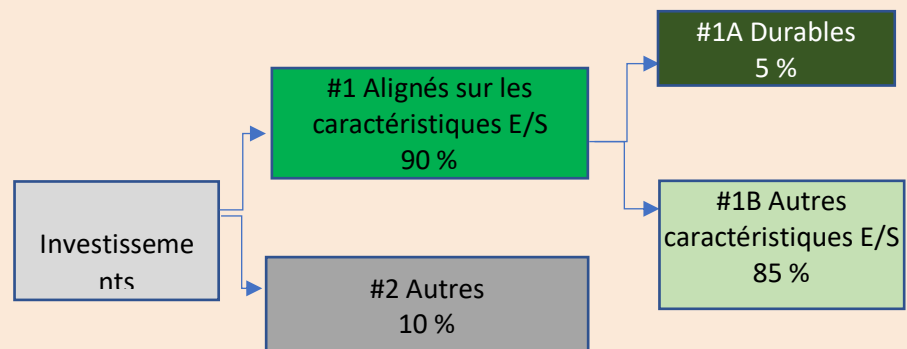 #1A Durables
5 %
#1 Alignés sur les
caractéristiques E/S
90 %
#1B Autres
caractéristiques E/S
85 %
Investisseme
nts
#2 Autres
10 %